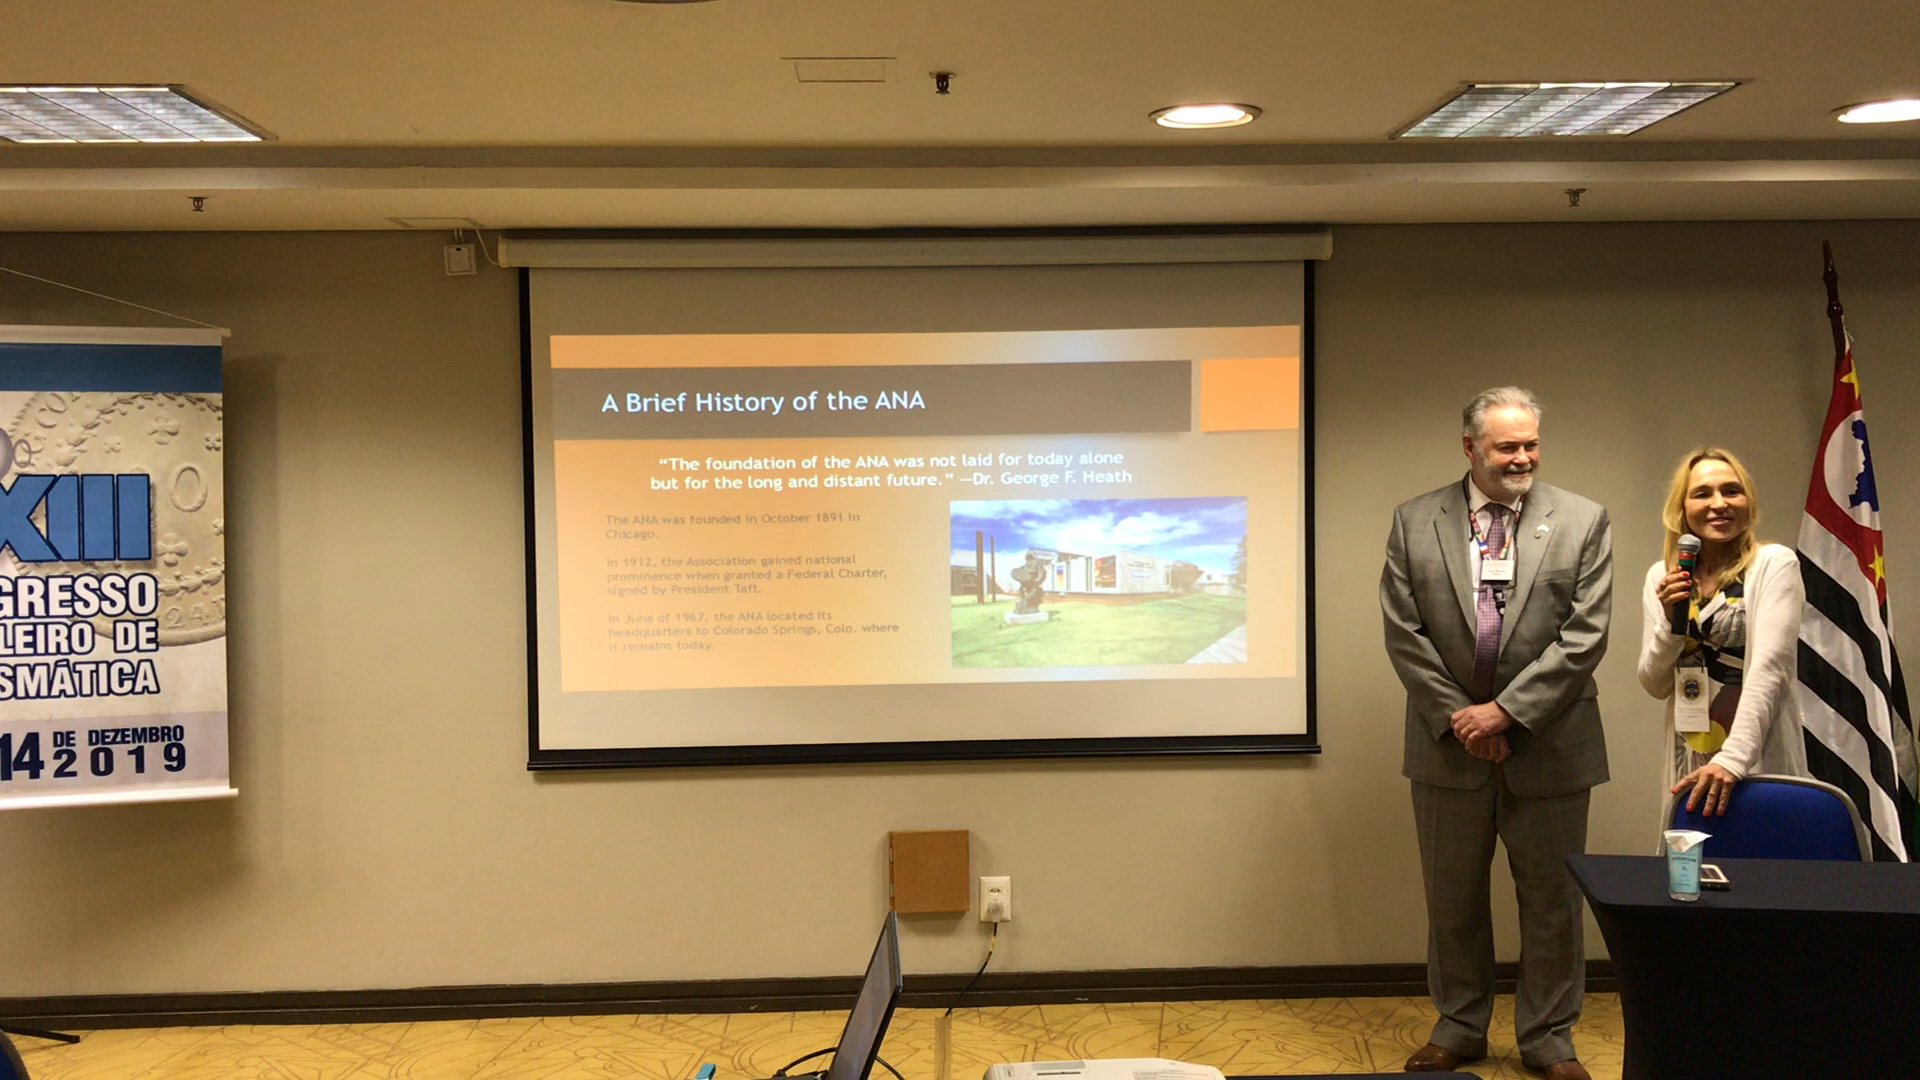 XIII
GRESSO
LEIRO DE
SMÁTICA
14 DE DEZEMBRO
2019
A Brief History of the ANA
“The foundation of the ANA was not laid for today alone
but for the long and distant future.” —Dr. George F. Heath
The ANA was founded in October 1891 in
Chicago.
In 1912, the Association gained national
prominence when granted a Federal Charter,
signed by President Taft.
In June of 1967, the ANA located its
headquarters to Colorado Springs, Colo. where
it remains today.